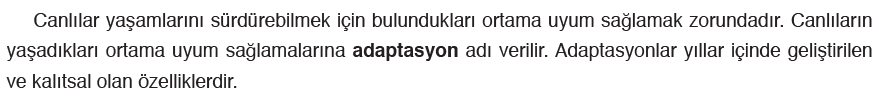 Canlılar yaşamlarını sürdürebilmek için bulundukları ortama uyum sağlamak zorundadır. Canlıların
yaşadıkları ortama uyum sağlamalarına adaptasyon adı verilir. Adaptasyonlar yıllar içinde geliştirilen
ve kalıtsal olan özelliklerdir.